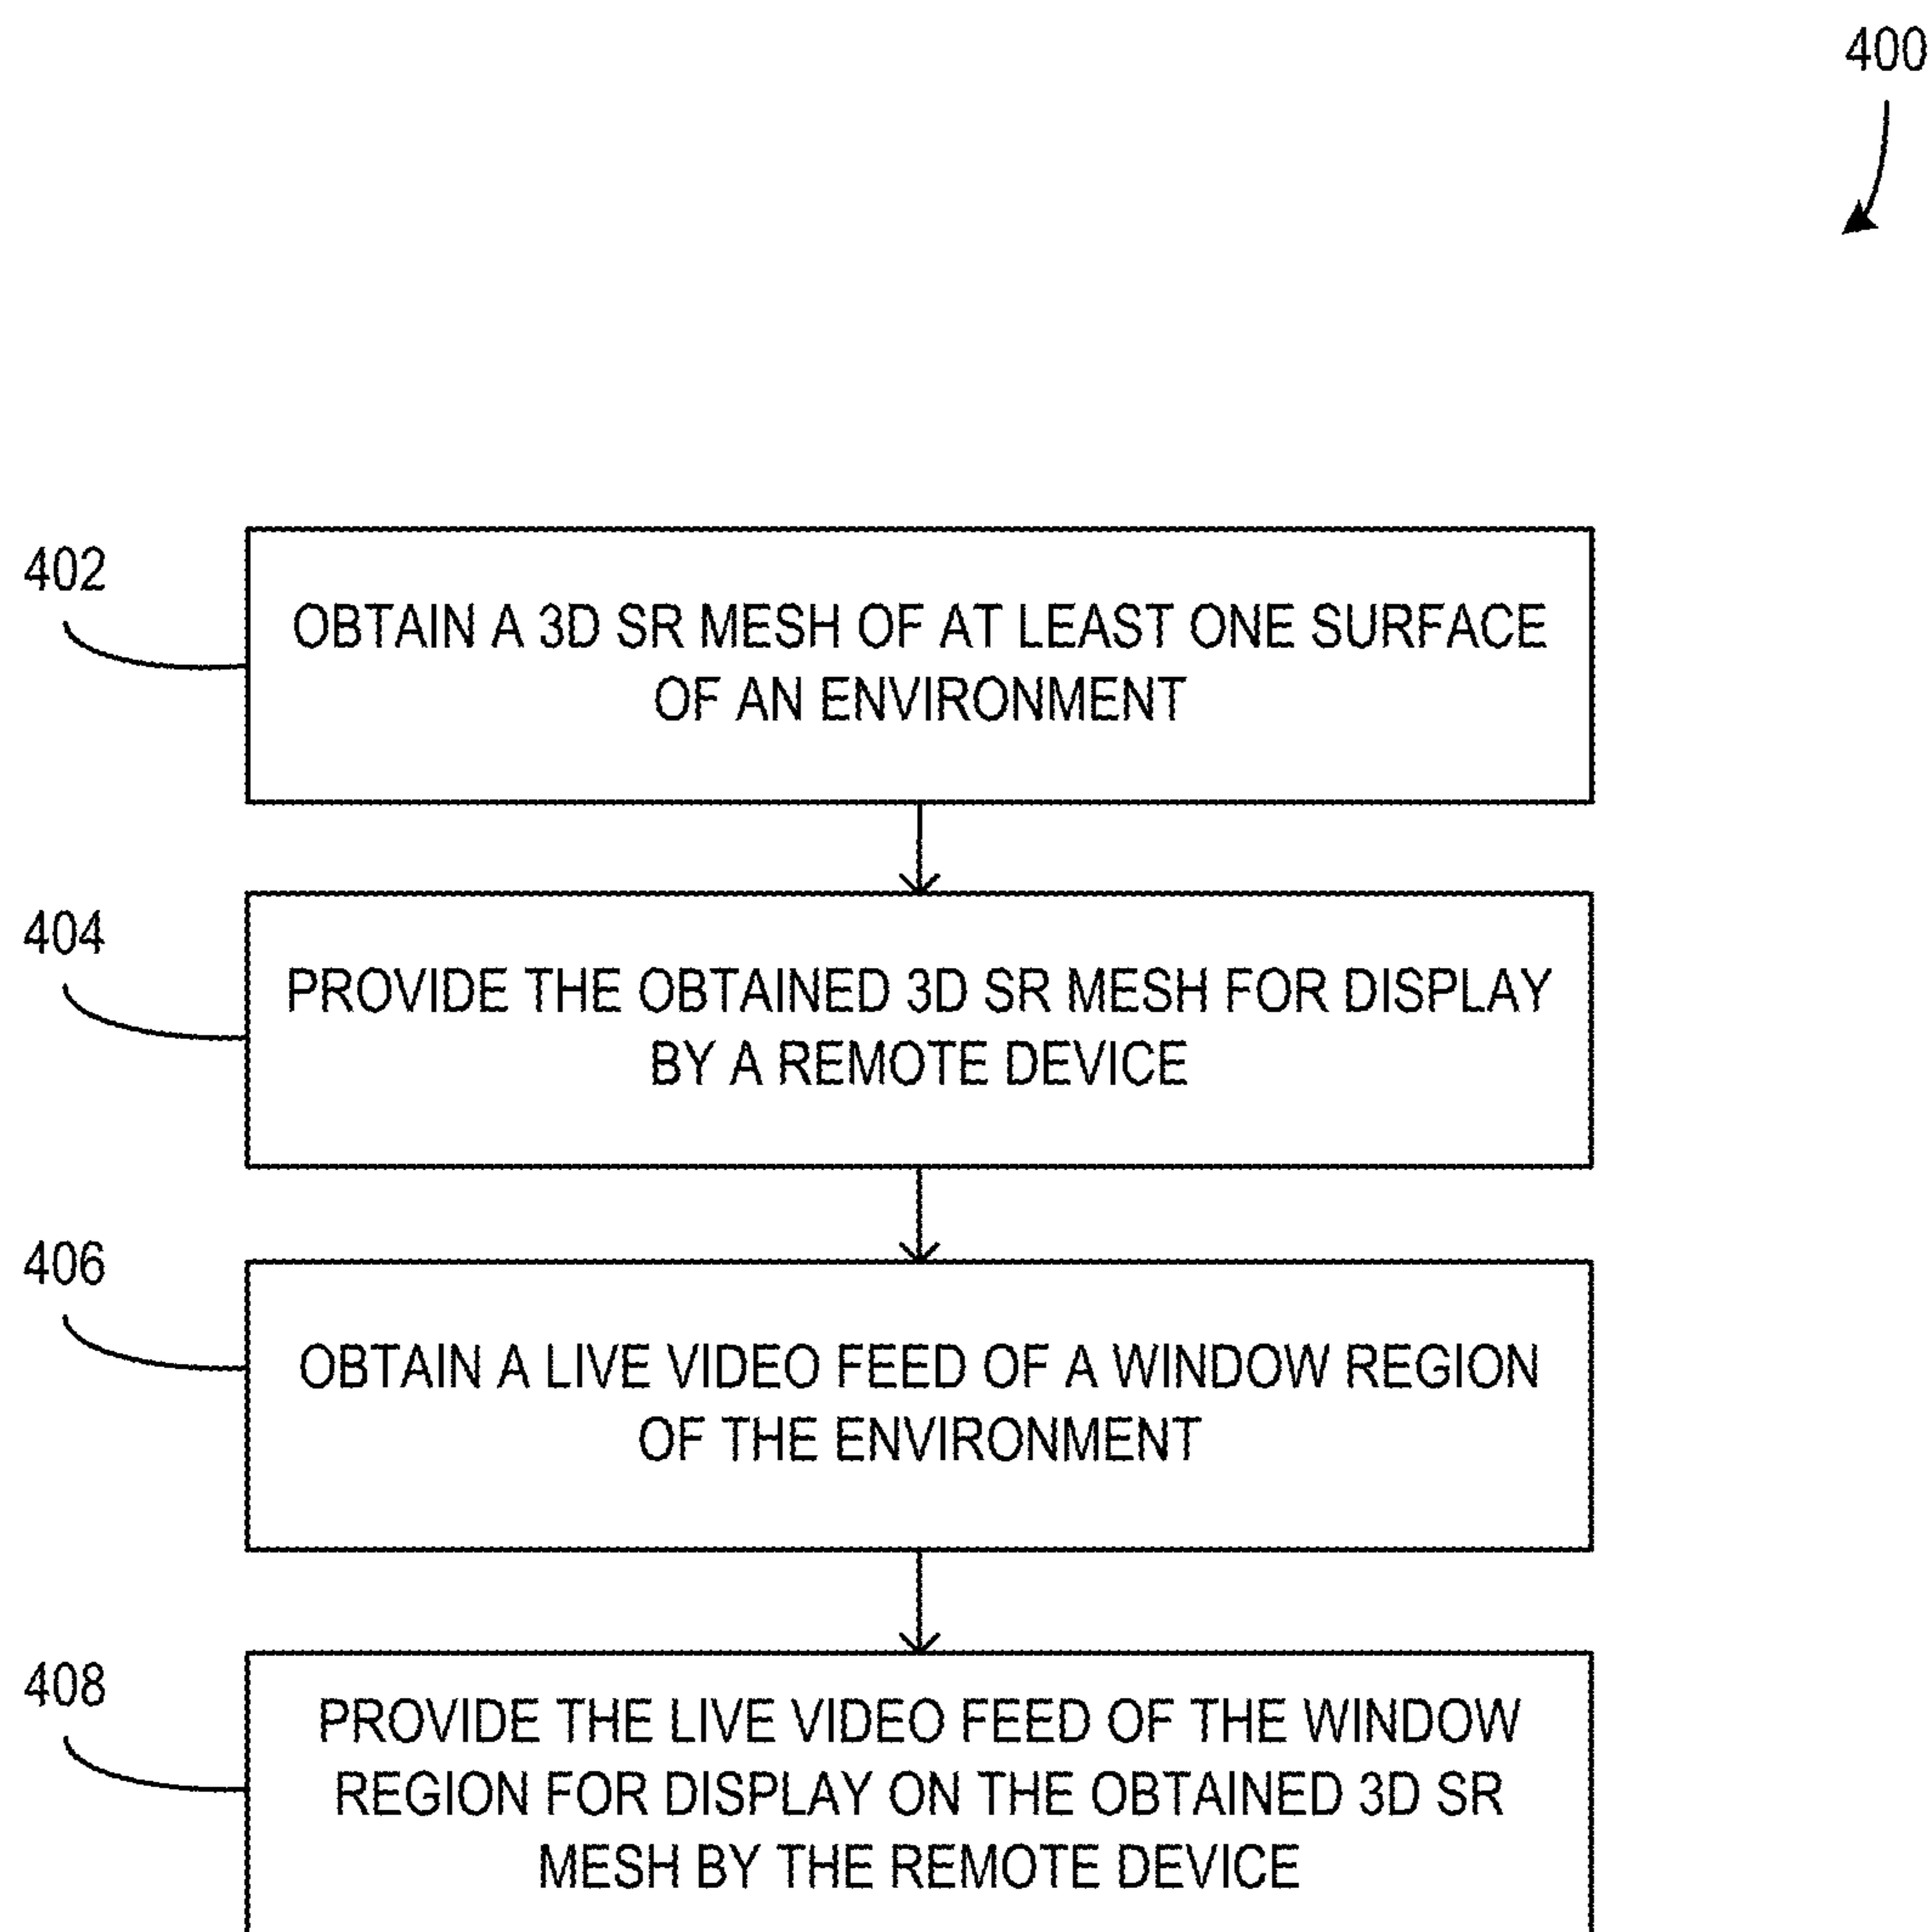 400
402
OBTAIN A 3D SR MESH OF AT LEAST ONE SURFACE
OF AN ENVIRONMENT
404
PROVIDE THE OBTAINED 3D SR MESH FOR DISPLAY
BY A REMOTE DEVICE
406
OBTAIN A LIVE VIDEO FEED OF A WINDOW REGION
OF THE ENVIRONMENT
408
PROVIDE THE LIVE VIDEO FEED OF THE WINDOW
REGION FOR DISPLAY ON THE OBTAINED 3D SR
MESH BY THE REMOTE DEVICE